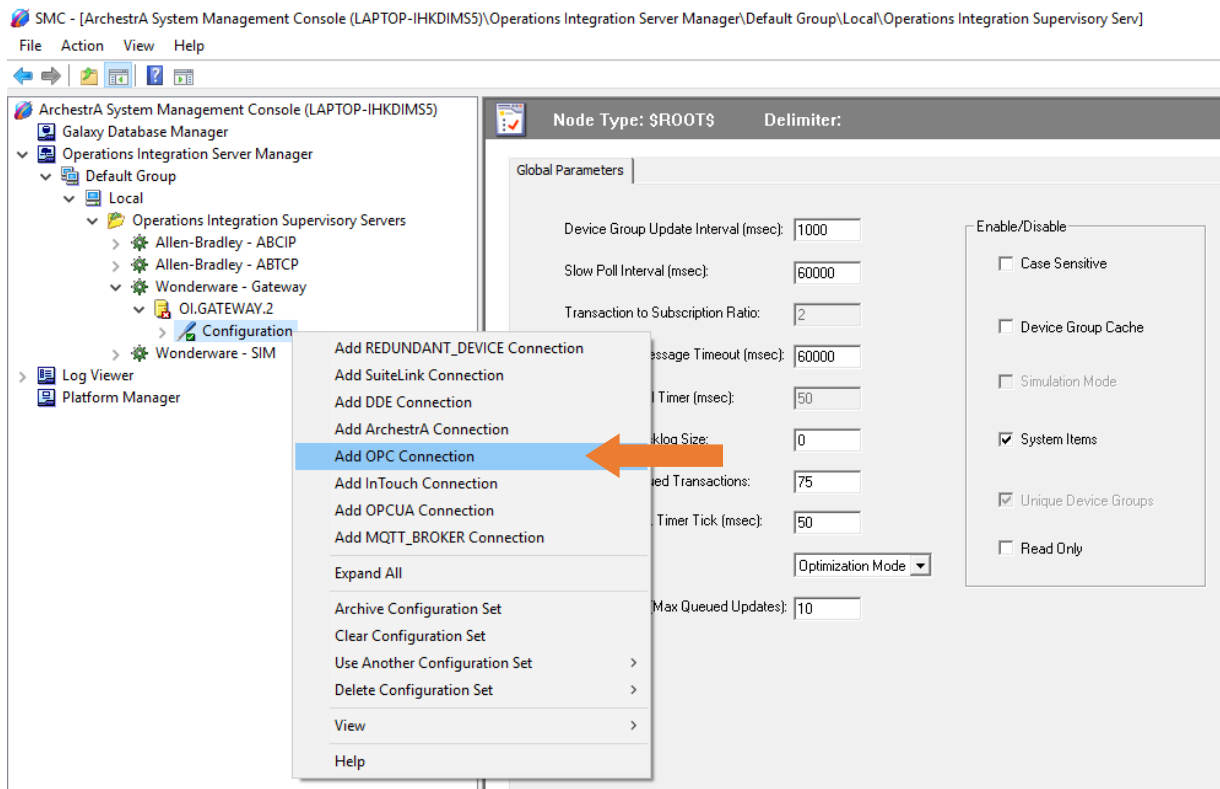 SMC - [ArchestrA System Management Console (LAPTOP-IHKDIMS5)\Operations Integration Server Manager\Default Group\Local\Operations Integration Supervisory Serv]
File Action View Help
ArchestrA System Management Console (LAPTOP-IHKDIMS5)
Galaxy Database Manager
Operations Integration Server Manager
Default Group
Local
Operations Integration Supervisory Servers
Allen-Bradley - ABCIP
Allen-Bradley - ABTCP
Wonderware - Gateway
OI.GATEWAY.2
Configuration
Wonderware - SIM
Log Viewer
Platform Manager
Add REDUNDANT_DEVICE Connection
Add SuiteLink Connection
Add DDE Connection
Add ArchestrA Connection
Add OPC Connection
Add InTouch Connection
Add OPCUA Connection
Add MQTT_BROKER Connection
Expand All
Archive Configuration Set
Clear Configuration Set
Use Another Configuration Set
Delete Configuration Set
View
Help
Node Type: $ROOT$ Delimiter:
Global Parameters
Device Group Update Interval (msec): 1000
Slow Poll Interval (msec): 60000
Transaction to Subscription Ratio: 2
essage Timeout (msec): 60000
l Timer (msec): 50
klog Size: 0
ued Transactions: 75
. Timer Tick (msec): 50
Optimization Mode
(Max Queued Updates): 10
Enable/Disable
Case Sensitive
Device Group Cache
Simulation Mode
System Items
Unique Device Groups
Read Only